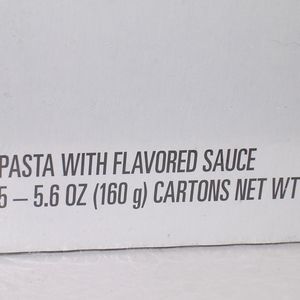 PASTA WITH FLAVORED SAUCE
5 – 5.6 OZ (160 g) CARTONS NET WT